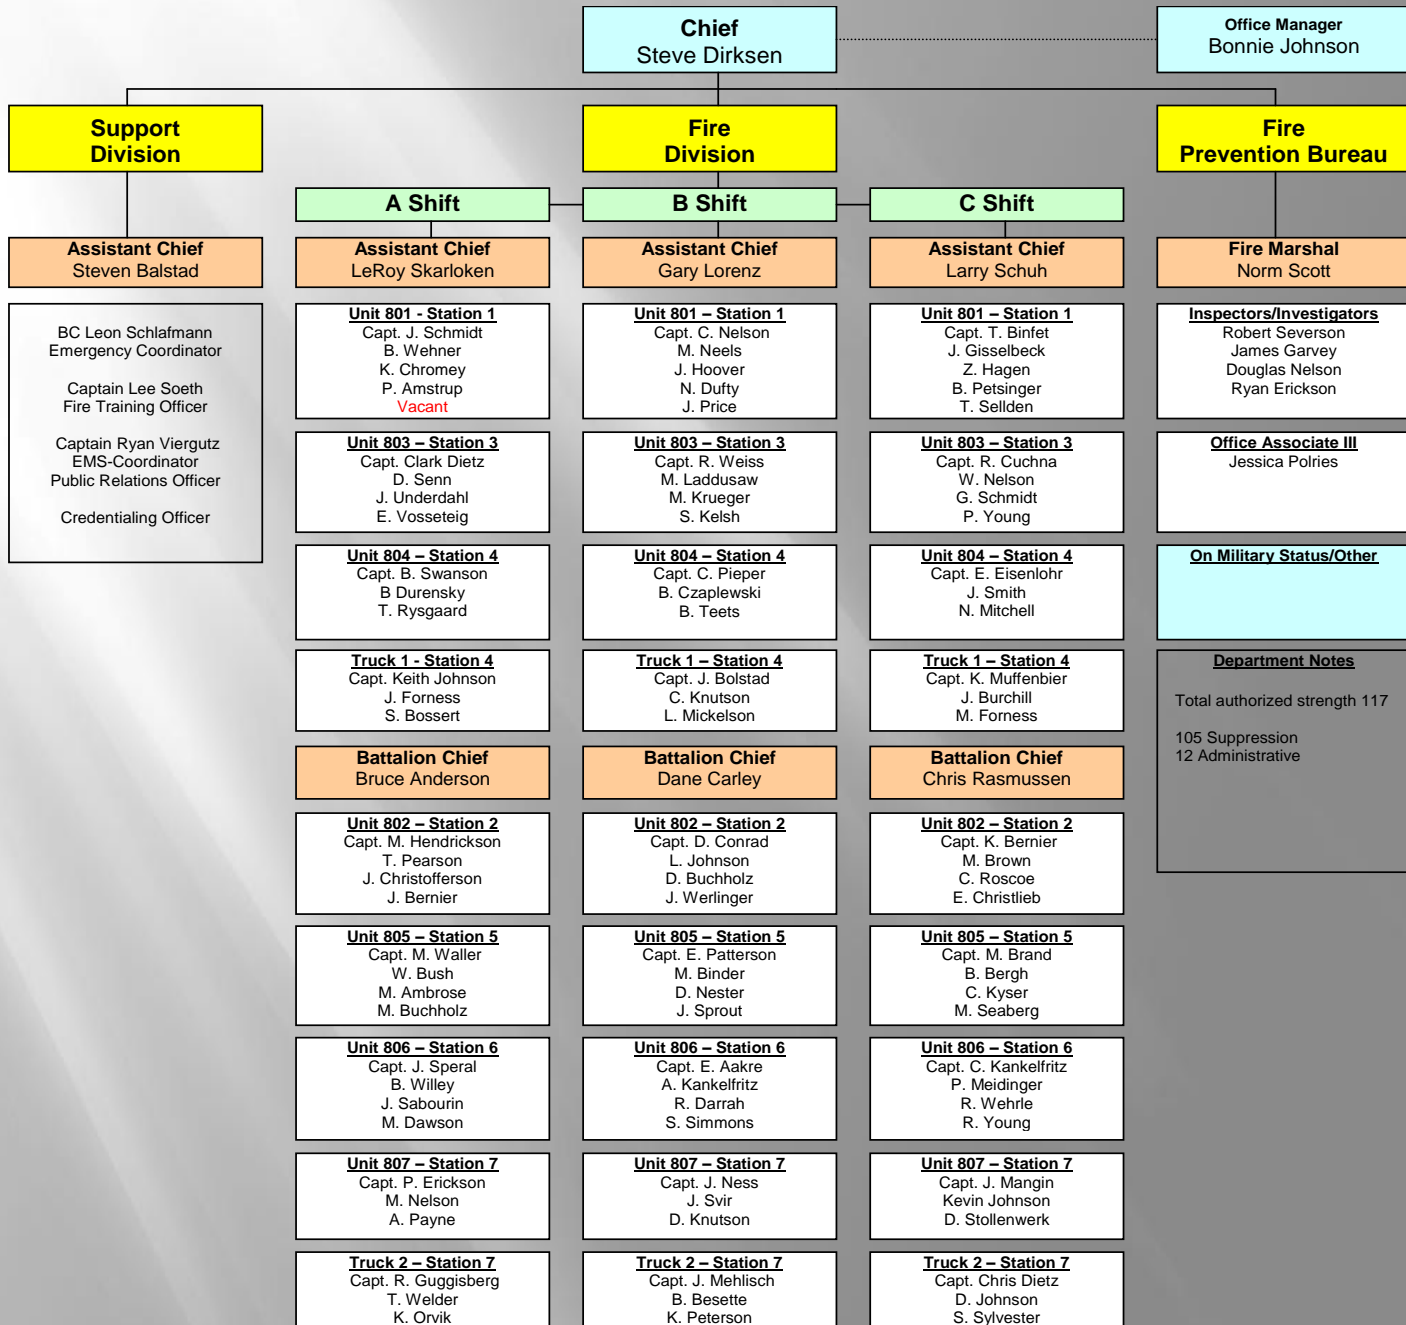 Chief
Steve Dirksen
Office Manager
Bonnie Johnson
Support
Division
Fire
Division
Fire
Prevention Bureau
A Shift
B Shift
C Shift
Assistant Chief
Steven Balstad
Assistant Chief
LeRoy Skarloken
Assistant Chief
Gary Lorenz
Assistant Chief
Larry Schuh
Fire Marshal
Norm Scott
BC Leon Schlafmann
Emergency Coordinator
Captain Lee Soeth
Fire Training Officer
Captain Ryan Viergutz
EMS-Coordinator
Public Relations Officer
Credentialing Officer
Unit 801 - Station 1
Capt. J. Schmidt
B. Wehner
K. Chromey
P. Amstrup
Vacant
Unit 803 – Station 3
Capt. Clark Dietz
D. Senn
J. Underdahl
E. Vosseteig
Unit 804 – Station 4
Capt. B. Swanson
B Durensky
T. Rysgaard
Truck 1 - Station 4
Capt. Keith Johnson
J. Forness
S. Bossert
Battalion Chief
Bruce Anderson
Unit 802 – Station 2
Capt. M. Hendrickson
T. Pearson
J. Christofferson
J. Bernier
Unit 805 – Station 5
Capt. M. Waller
W. Bush
M. Ambrose
M. Buchholz
Unit 806 – Station 6
Capt. J. Speral
B. Willey
J. Sabourin
M. Dawson
Unit 807 – Station 7
Capt. P. Erickson
M. Nelson
A. Payne
Truck 2 – Station 7
Capt. R. Guggisberg
T. Welder
K. Orvik
Unit 801 – Station 1
Capt. C. Nelson
M. Neels
J. Hoover
N. Dufty
J. Price
Unit 803 – Station 3
Capt. R. Weiss
M. Laddusaw
M. Krueger
S. Kelsh
Unit 804 – Station 4
Capt. C. Pieper
B. Czaplewski
B. Teets
Truck 1 – Station 4
Capt. J. Bolstad
C. Knutson
L. Mickelson
Battalion Chief
Dane Carley
Unit 802 – Station 2
Capt. D. Conrad
L. Johnson
D. Buchholz
J. Werlinger
Unit 805 – Station 5
Capt. E. Patterson
M. Binder
D. Nester
J. Sprout
Unit 806 – Station 6
Capt. E. Aakre
A. Kankelfritz
R. Darrah
S. Simmons
Unit 807 – Station 7
Capt. J. Ness
J. Svir
D. Knutson
Truck 2 – Station 7
Capt. J. Mehlisch
B. Besette
K. Peterson
Unit 801 – Station 1
Capt. T. Binfet
J. Gisselbeck
Z. Hagen
B. Petsinger
T. Sellden
Unit 803 – Station 3
Capt. R. Cuchna
W. Nelson
G. Schmidt
P. Young
Unit 804 – Station 4
Capt. E. Eisenlohr
J. Smith
N. Mitchell
Truck 1 – Station 4
Capt. K. Muffenbier
J. Burchill
M. Forness
Battalion Chief
Chris Rasmussen
Unit 802 – Station 2
Capt. K. Bernier
M. Brown
C. Roscoe
E. Christlieb
Unit 805 – Station 5
Capt. M. Brand
B. Bergh
C. Kyser
M. Seaberg
Unit 806 – Station 6
Capt. C. Kankelfritz
P. Meidinger
R. Wehrle
R. Young
Unit 807 – Station 7
Capt. J. Mangin
Kevin Johnson
D. Stollenwerk
Truck 2 – Station 7
Capt. Chris Dietz
D. Johnson
S. Sylvester
Inspectors/Investigators
Robert Severson
James Garvey
Douglas Nelson
Ryan Erickson
Office Associate III
Jessica Polries
On Military Status/Other
Department Notes
Total authorized strength 117
105 Suppression
12 Administrative